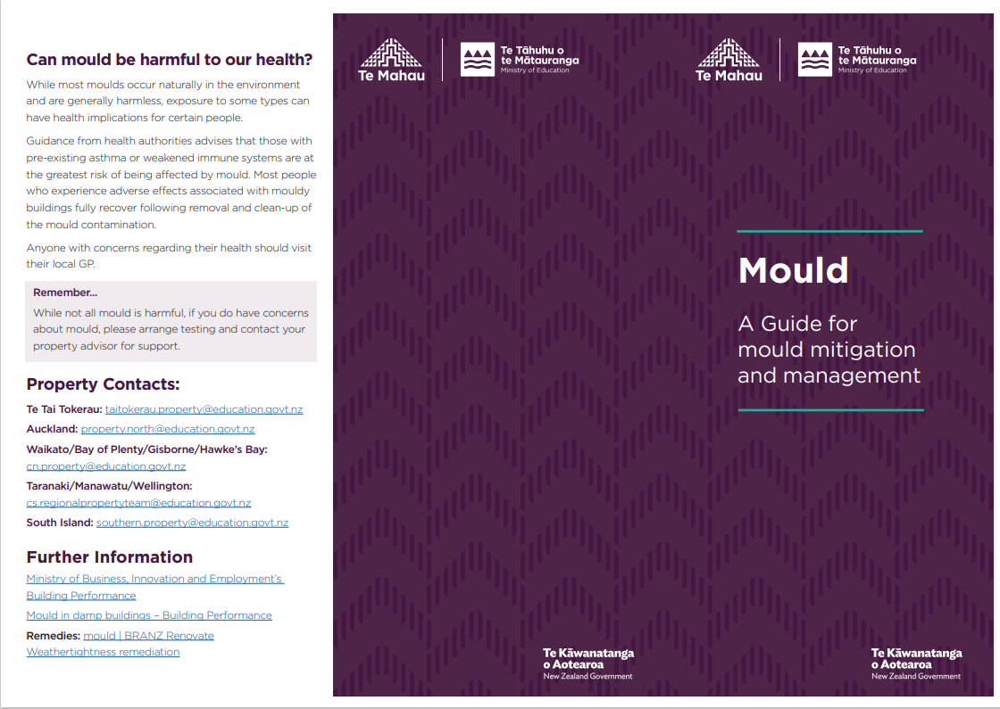 Can mould be harmful to our health?
While most moulds occur naturally in the environment
and are generally harmless, exposure to some types can
have health implications for certain people.
Guidance from health authorities advises that those with
pre-existing asthma or weakened immune systems are at
the greatest risk of being affected by mould. Most people
who experience adverse effects associated with mouldy
buildings fully recover following removal and clean-up of
the mould contamination.
Anyone with concerns regarding their health should visit
their local GP.
Remember...
While not all mould is harmful, if you do have concerns
about mould, please arrange testing and contact your
property advisor for support.
Property Contacts:
Te Tai Tokerau: taitokerau.property@education.govt.nz
Auckland: property.north@education.govt.nz
Waikato/Bay of Plenty/Gisborne/Hawke's Bay:
cn.property@education.govt.nz
Taranaki/Manawatu/Wellington:
cs.regionalpropertyteam@education.govt.nz
South Island: southern.property@education.govt.nz
Further Information
Ministry of Business, Innovation and Employment's
Building Performance
Mould in damp buildings – Building Performance
Remedies: mould | BRANZ Renovate
Weathertightness remediation
Te Mahau
Te Tāhuhu o
te Mātauranga
Ministry of Education
Te Kāwanatanga
o Aotearoa
New Zealand Government
Te Mahau
Te Tāhuhu o
te Mātauranga
Ministry of Education
Mould
A Guide for
mould mitigation
and management
Te Kāwanatanga
o Aotearoa
New Zealand Government